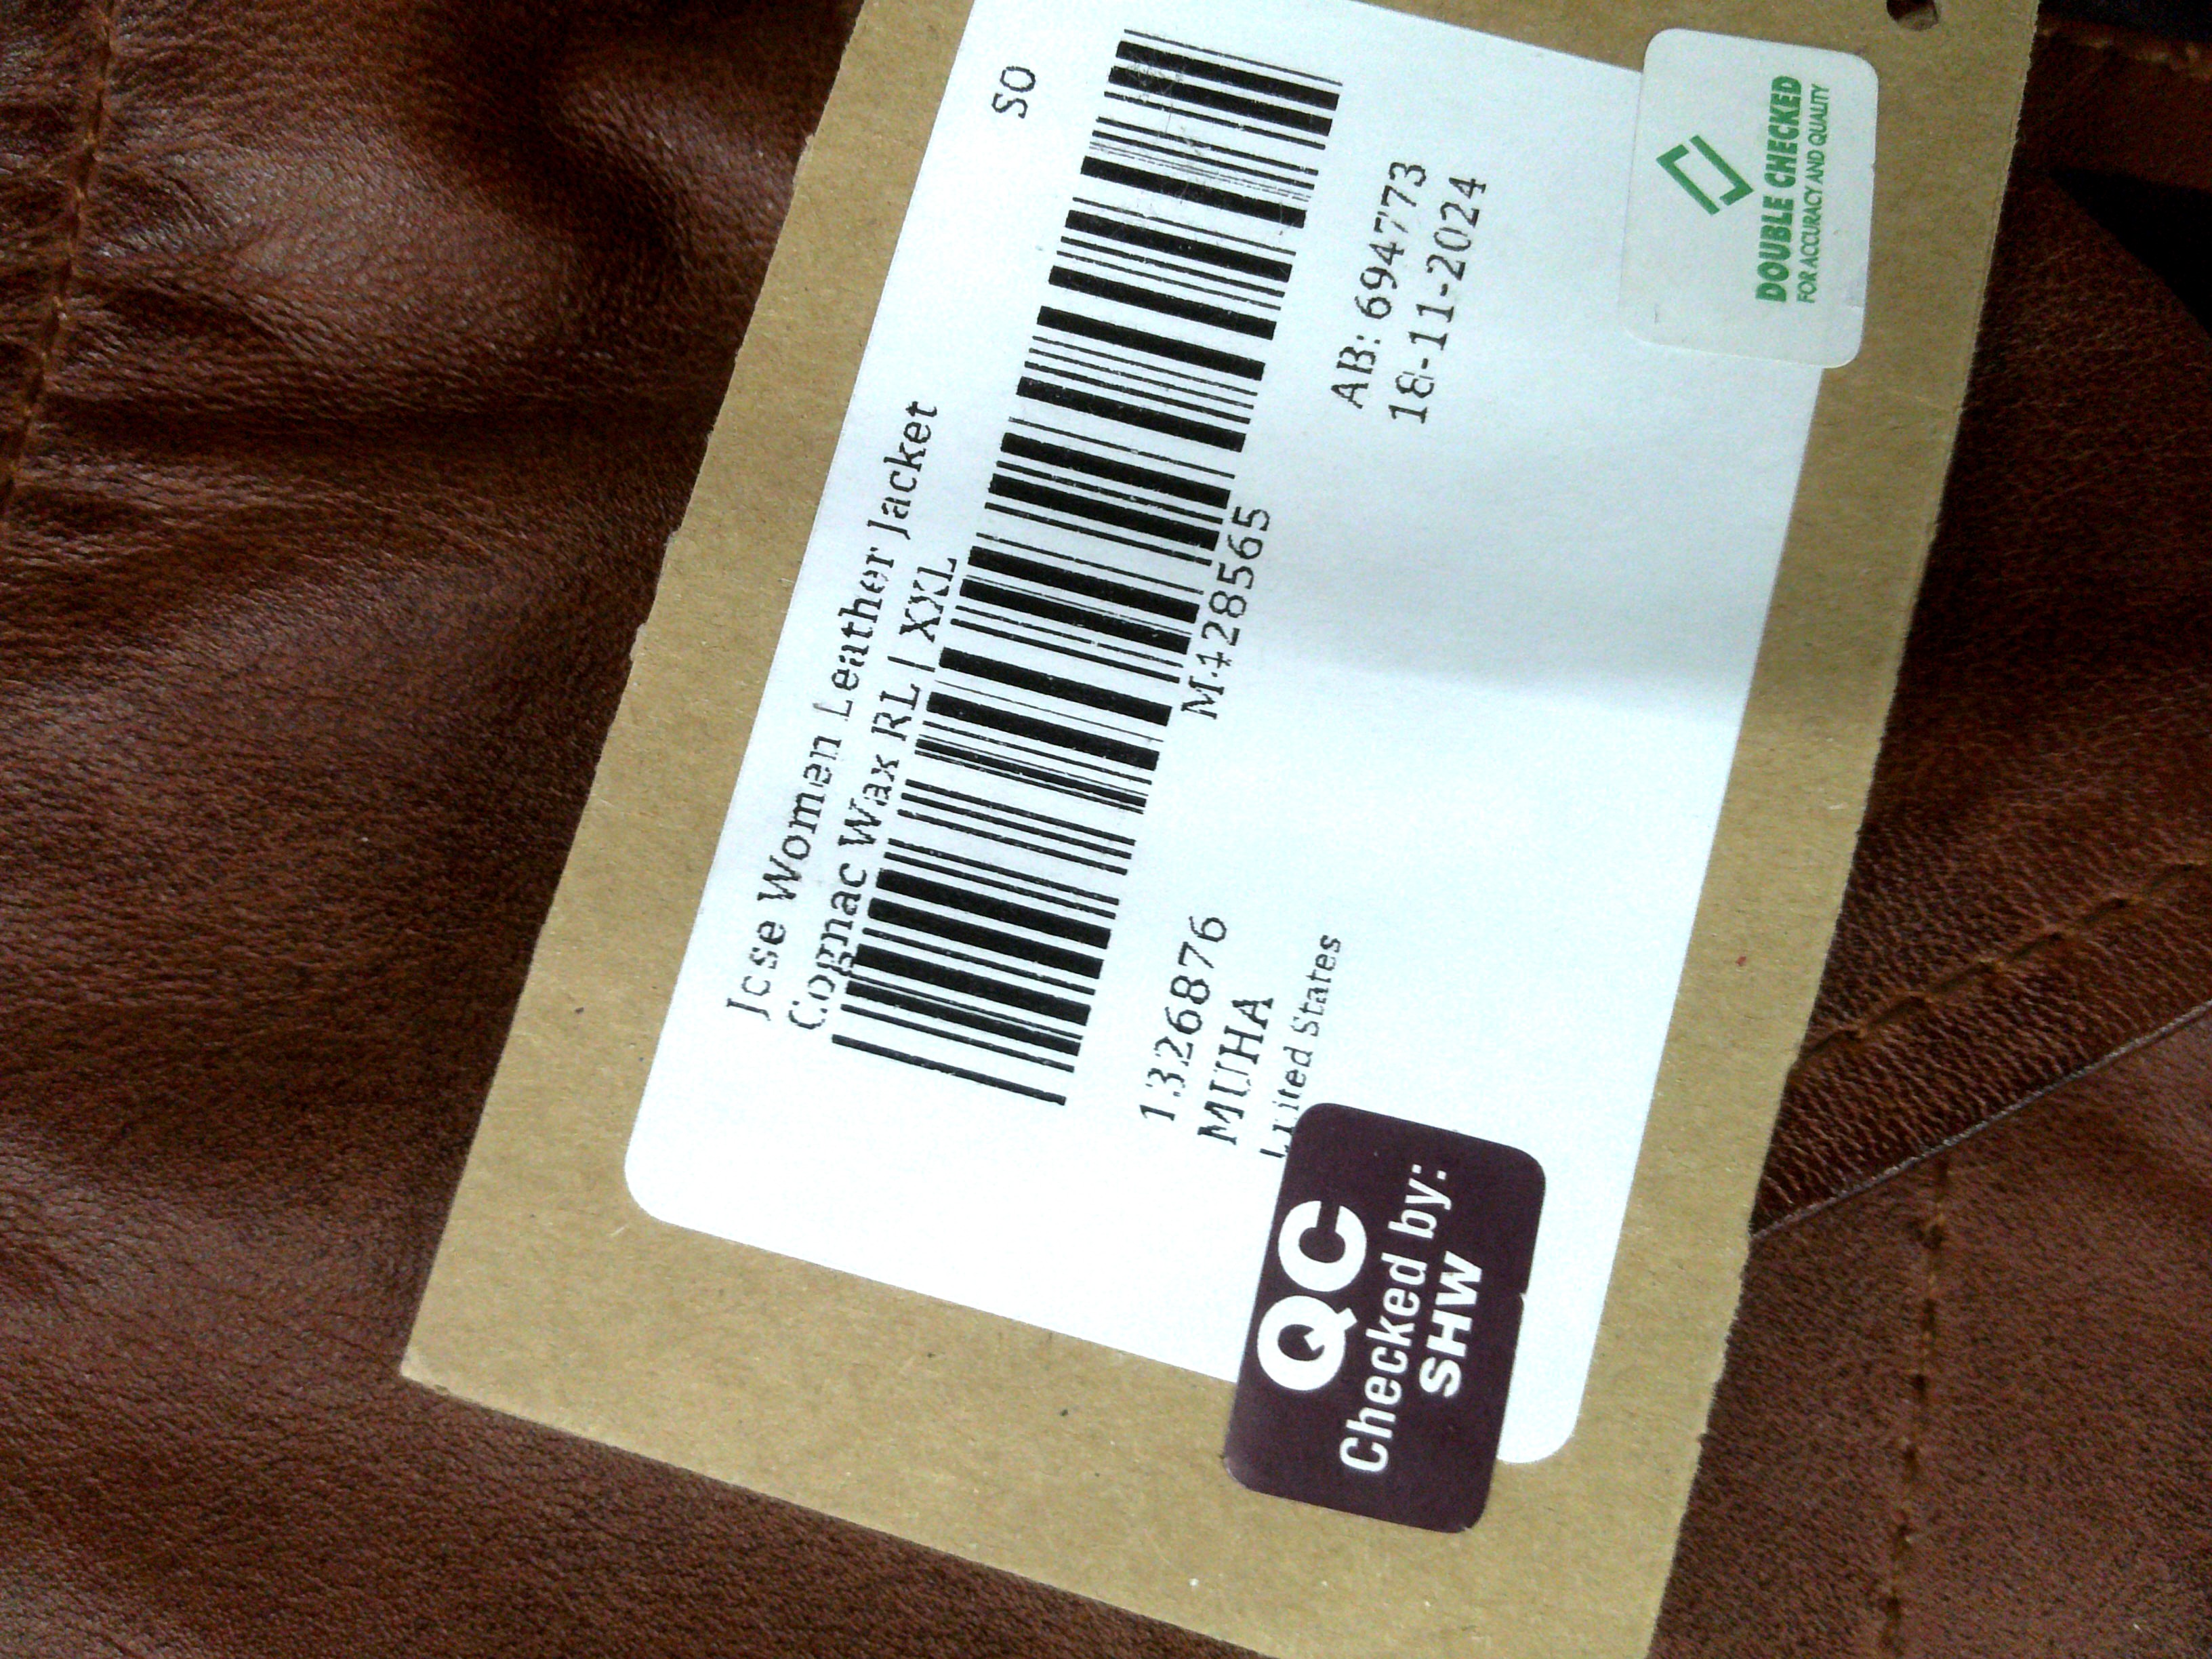 SO
Jose Women Leather Jacket
Cognac Wax RL | XXL
M428565
1326876
MUHA
United States
AB: 694773
18-11-2024
DOUBLE CHECKED
FOR ACCURACY AND QUALITY
QC
Checked by:
SHW